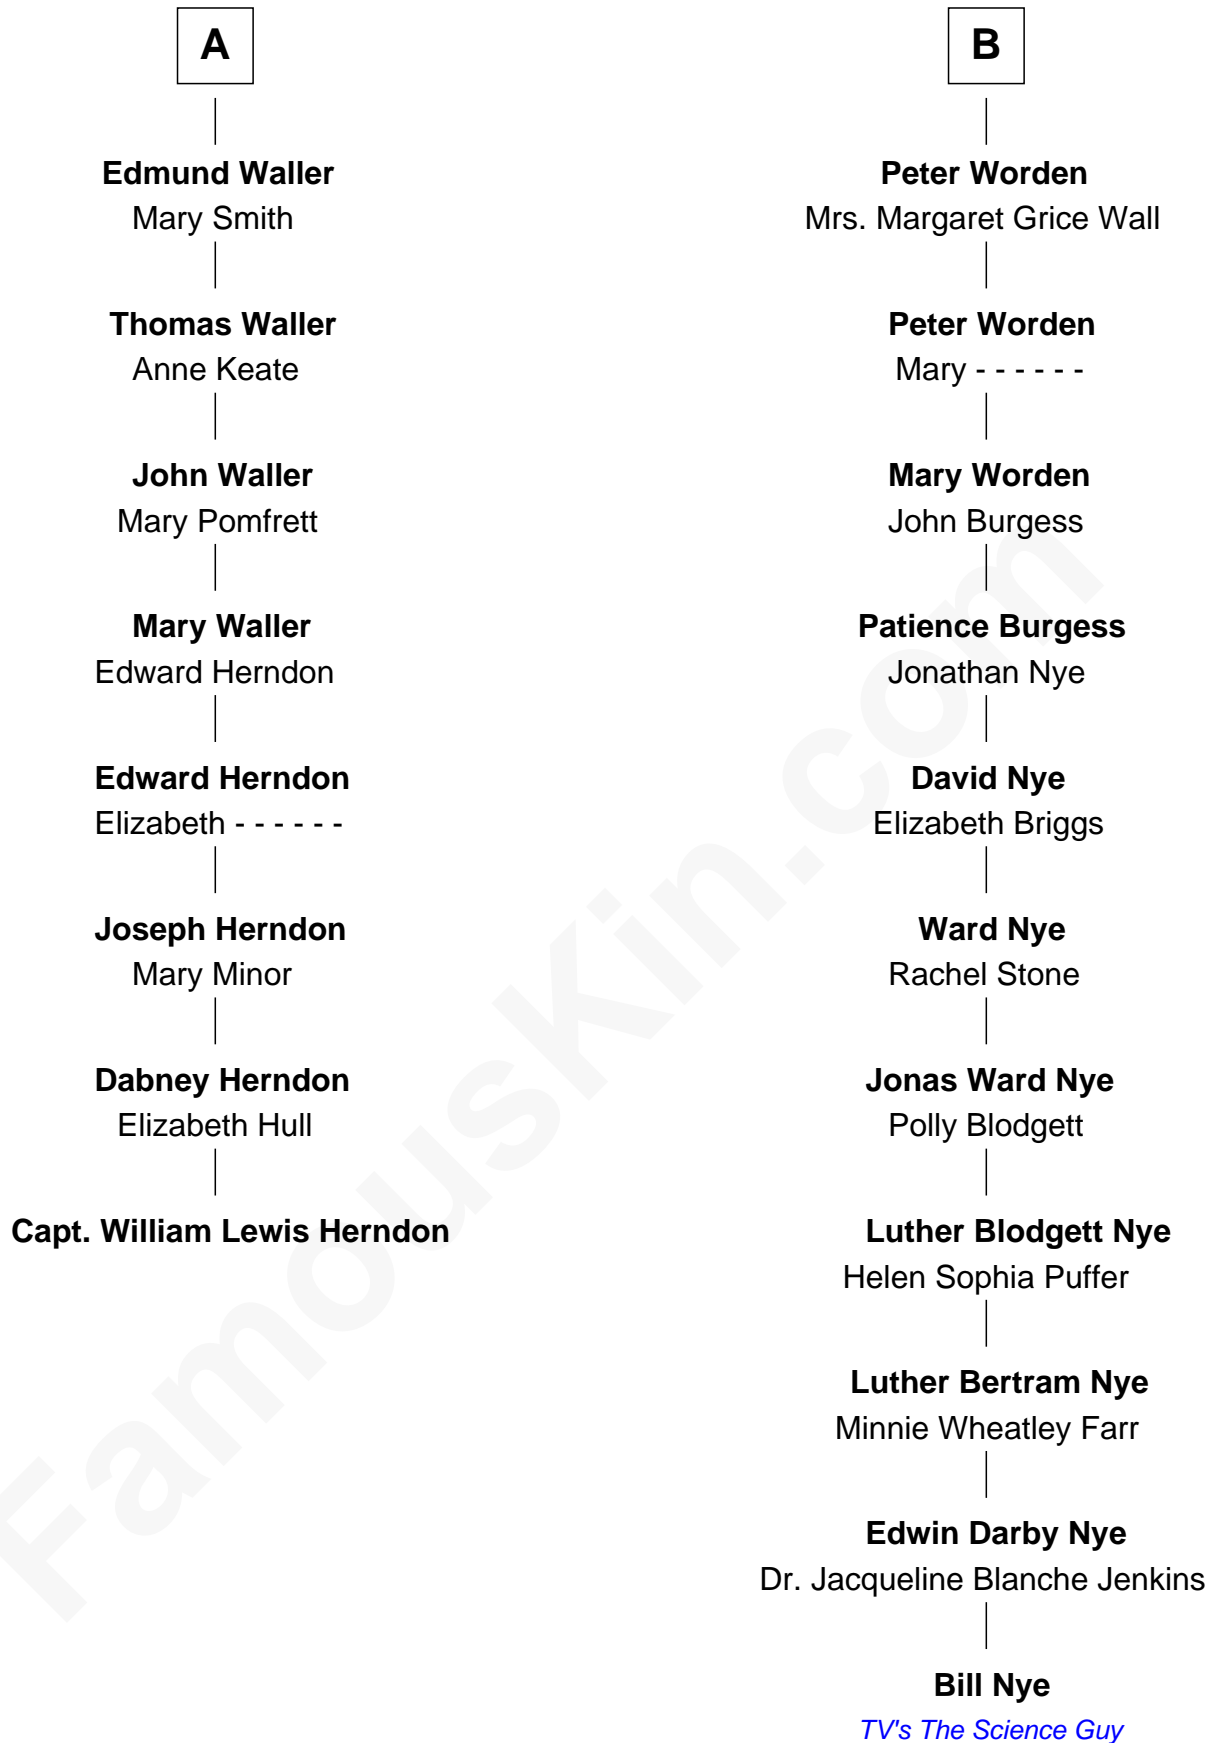 A
Edmund Waller
Mary Smith
Thomas Waller
Anne Keate
John Waller
Mary Pomfrett
Mary Waller
Edward Herndon
Edward Herndon
Elizabeth - - - - - -
Joseph Herndon
Mary Minor
Dabney Herndon
Elizabeth Hull
Capt. William Lewis Herndon
B
Peter Worden
Mrs. Margaret Grice Wall
Peter Worden
Mary - - - - - -
Mary Worden
John Burgess
Patience Burgess
Jonathan Nye
David Nye
Elizabeth Briggs
Ward Nye
Rachel Stone
Jonas Ward Nye
Polly Blodgett
Luther Blodgett Nye
Helen Sophia Puffer
Luther Bertram Nye
Minnie Wheatley Farr
Edwin Darby Nye
Dr. Jacqueline Blanche Jenkins
Bill Nye
TV's The Science Guy
FamousKin.com